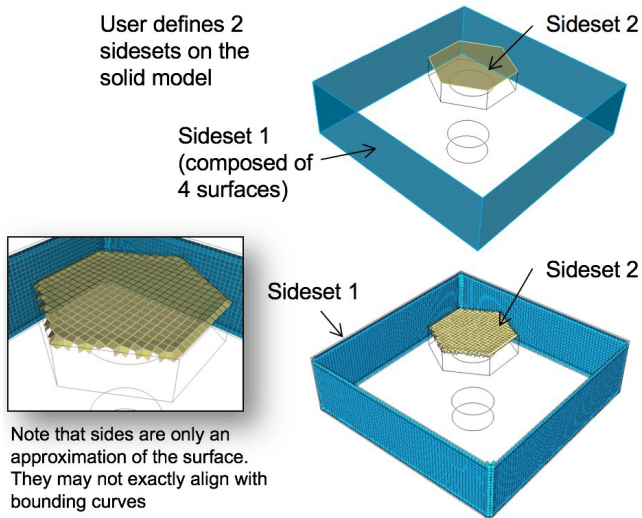 User defines 2
sidesets on the
solid model
Sideset 2
Sideset 1
(composed of
4 surfaces)
Sideset 2
Sideset 1
Note that sides are only an
approximation of the surface.
They may not exactly align with
bounding curves